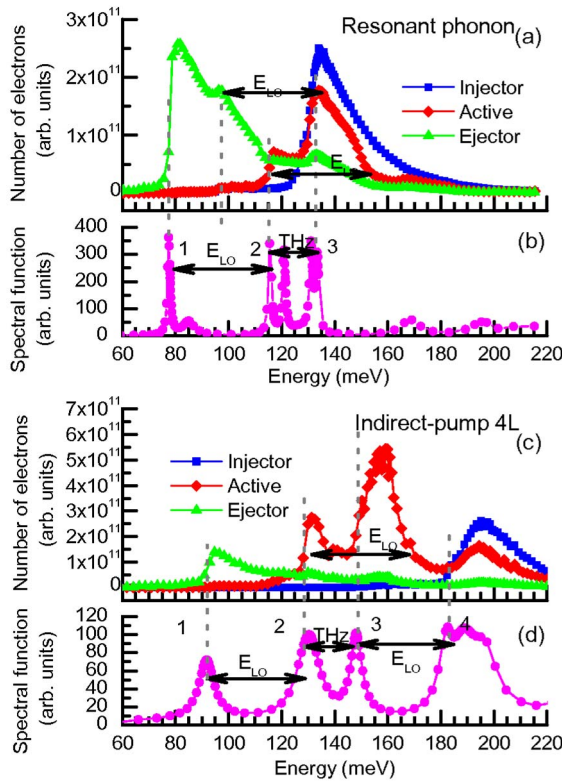 Resonant phonon
(a)
Number of electrons
(arb. units)
3x10¹¹
2x10¹¹
1x10¹¹
0
E_LO
Injector
Active
Ejector
E_L
(b)
Spectral function
(arb. units)
400
300
200
100
0
1
E_LO
2
THz
3
60 80 100 120 140 160 180 200 220
Energy (meV)
Indirect-pump 4L
(c)
Number of electrons
(arb. units)
7x10¹¹
6x10¹¹
5x10¹¹
4x10¹¹
3x10¹¹
2x10¹¹
1x10¹¹
0
Injector
Active
Ejector
E_LO
(d)
Spectral function
(arb. units)
120
100
80
60
40
20
0
1
E_LO
2
THz
3
E_LO
4
60 80 100 120 140 160 180 200 220
Energy (meV)